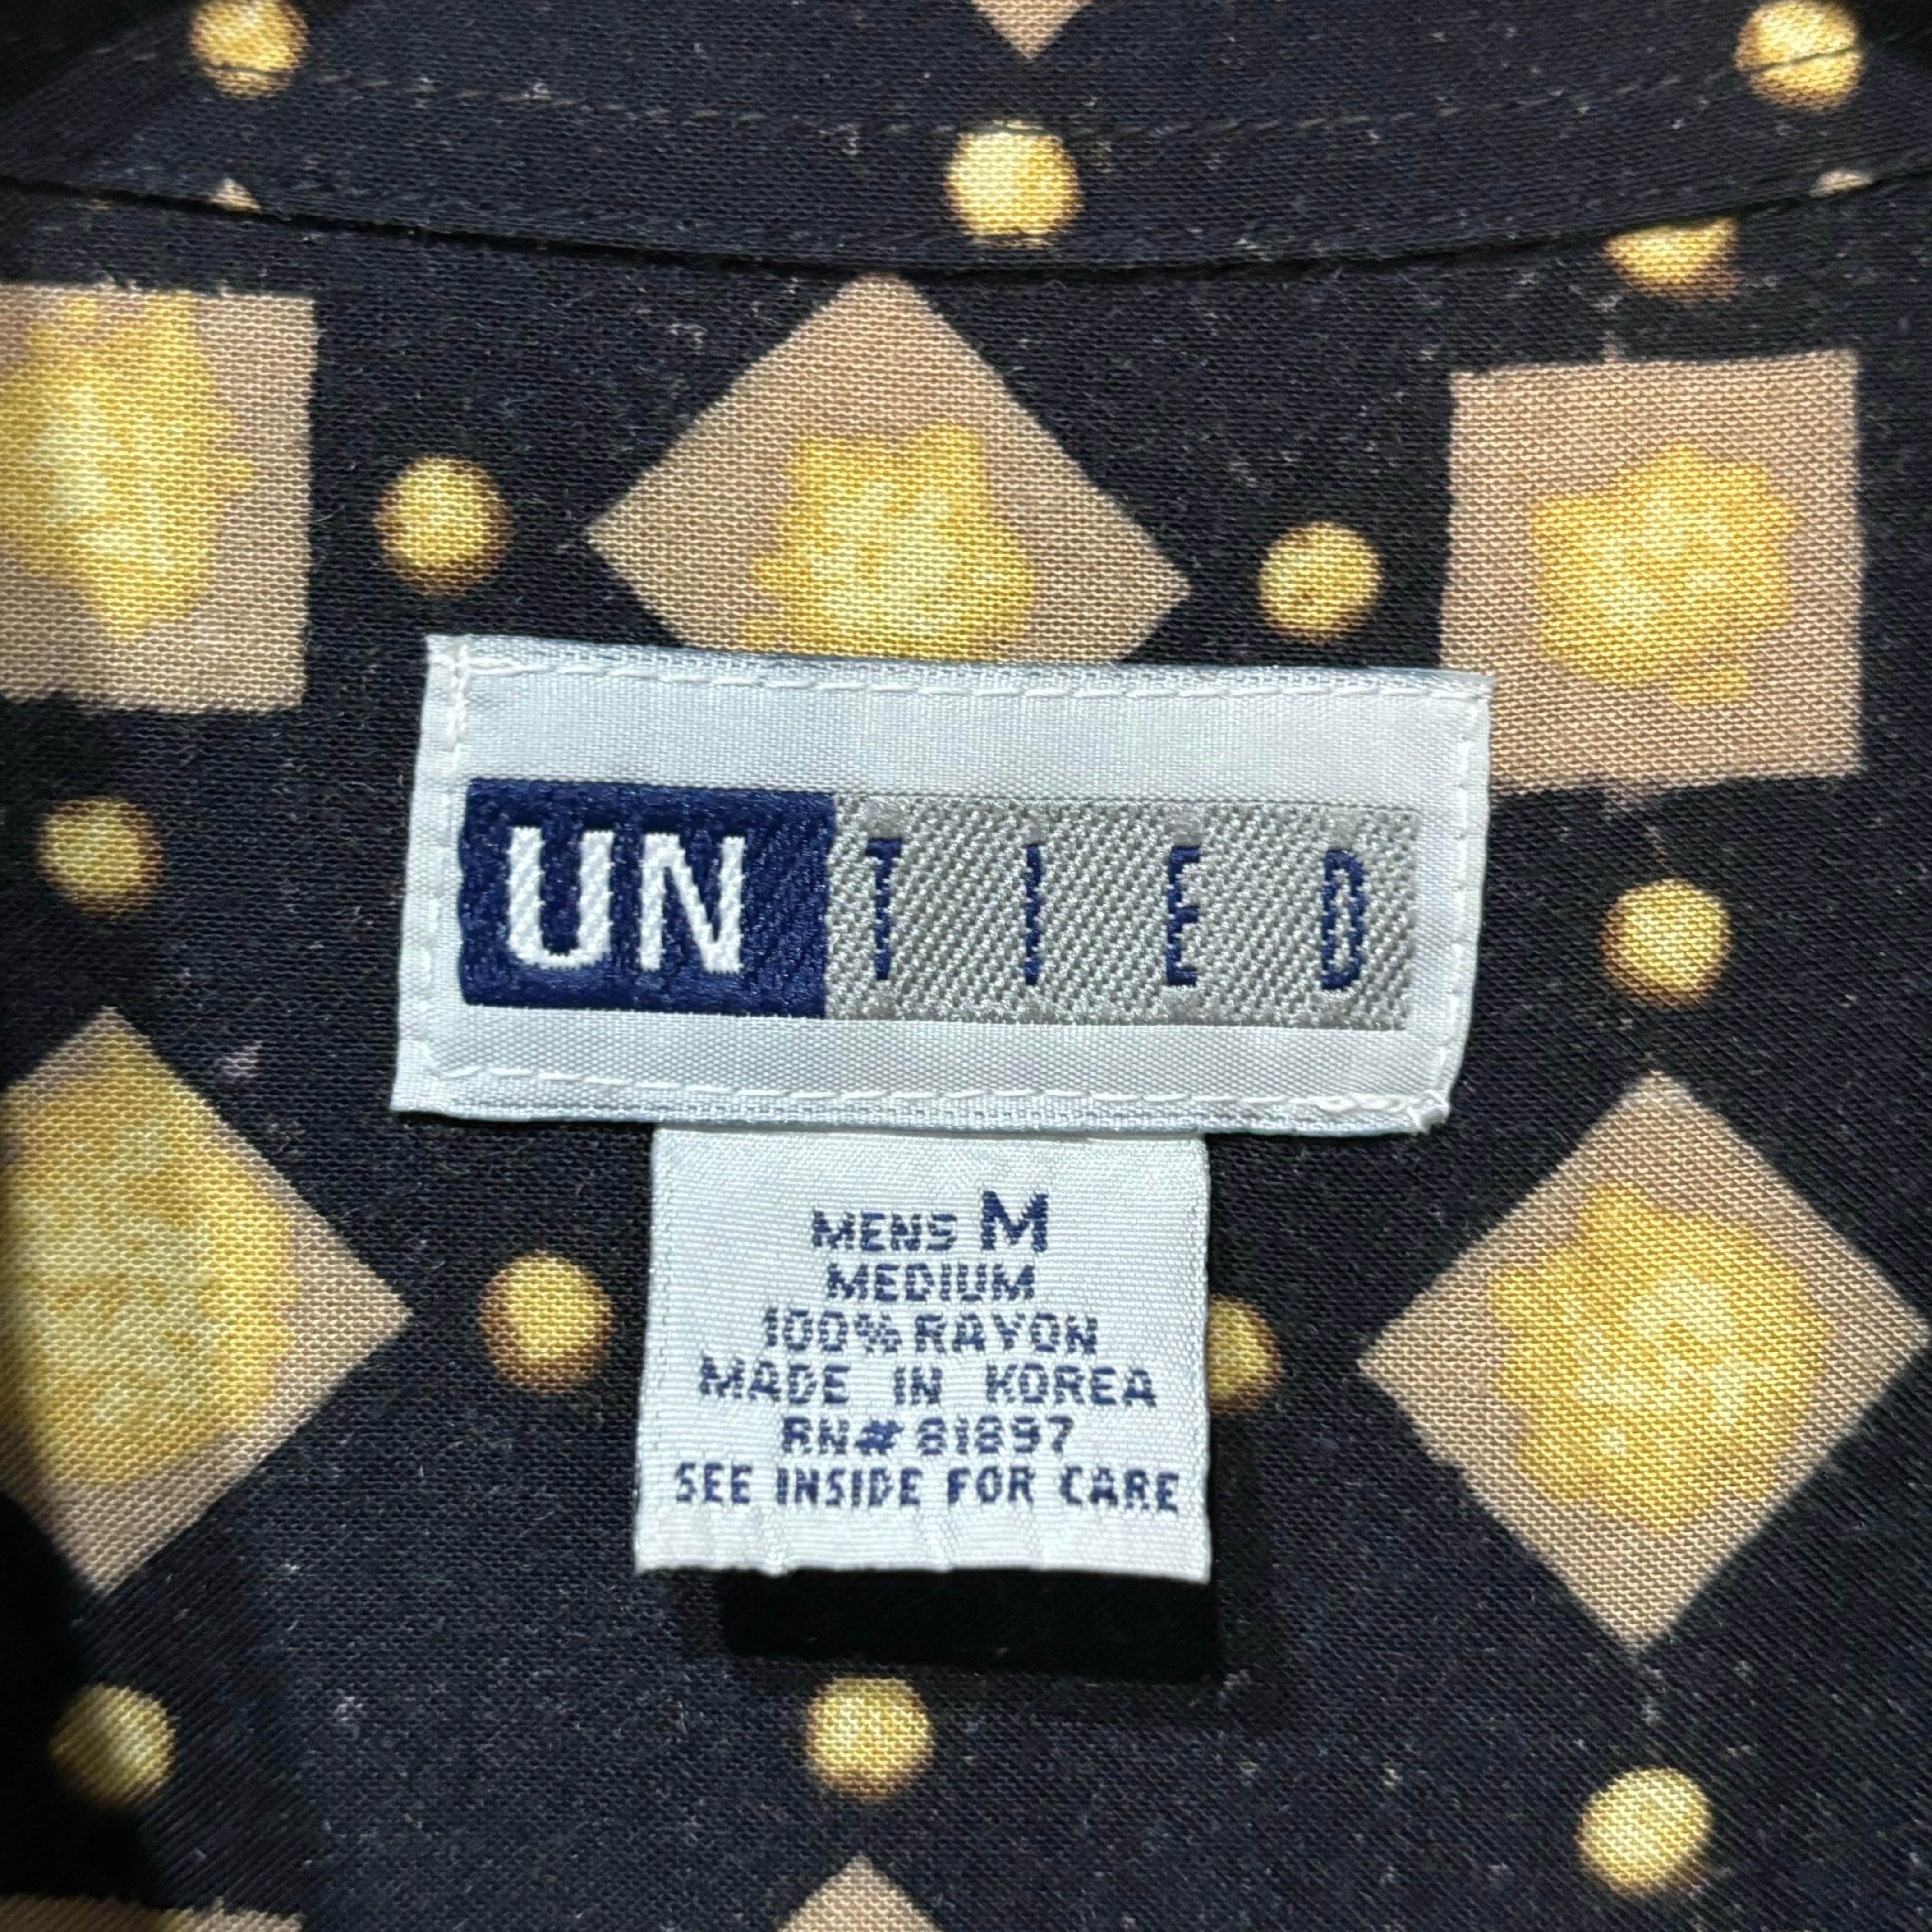 UNTIED
MENS M
MEDIUM
100% RAYON
MADE IN KOREA
RN# 81897
SEE INSIDE FOR CARE